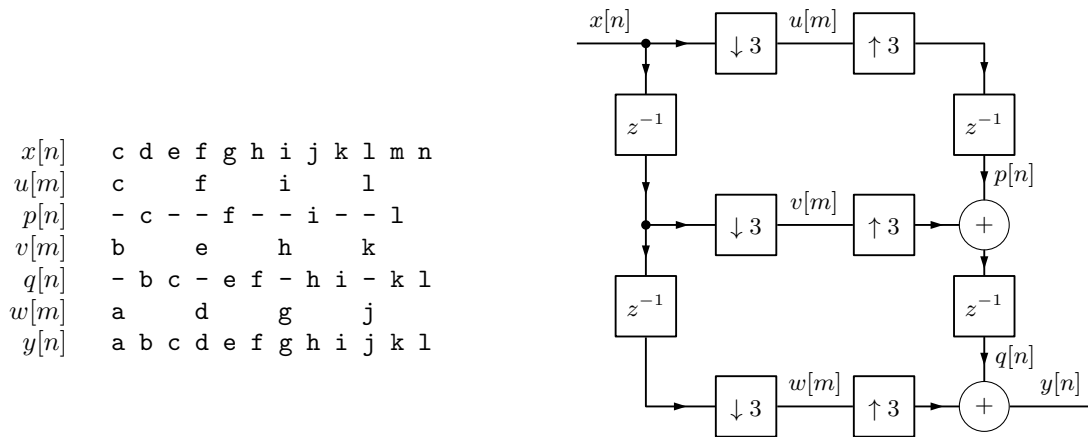 x[n] c d e f g h i j k l m n
u[m] c f i l
p[n] - c - - f - - i - - l
v[m] b e h k
q[n] - b c - e f - h i - k l
w[m] a d g j
y[n] a b c d e f g h i j k l
x[n] u[m]
↓ 3 ↑ 3
z⁻¹ z⁻¹
p[n]
v[m]
↓ 3 ↑ 3 +
z⁻¹ z⁻¹
q[n]
w[m] y[n]
↓ 3 ↑ 3 +